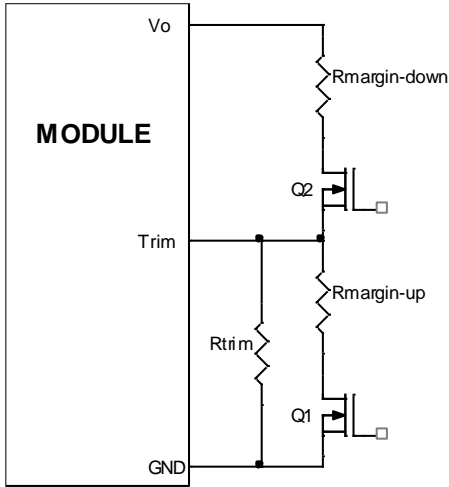 Vo
Rmargin-down
MODULE
Q2
Trim
Rmargin-up
Rtrim
Q1
GND